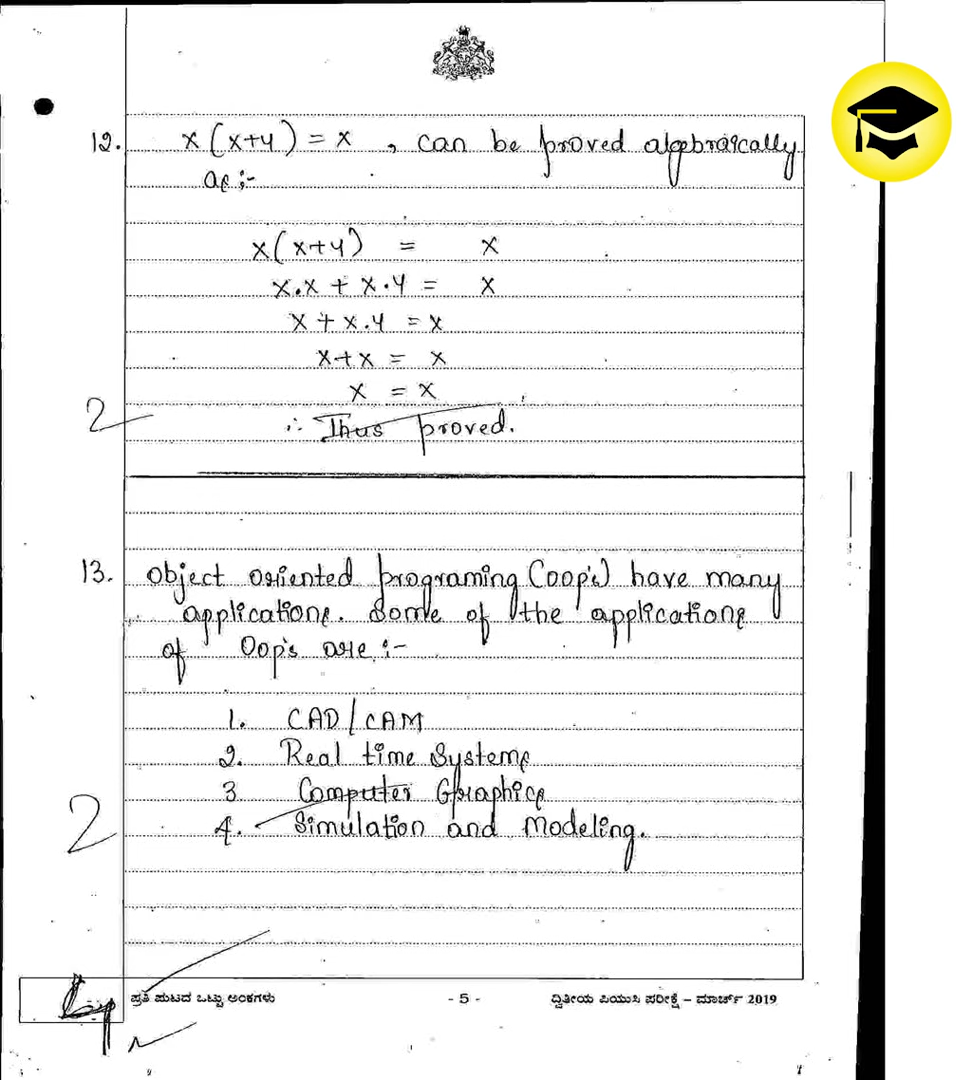 12. x (x+y) = x , can be proved algebraically
as :-
x(x+y) = x
x.x + x.y = x
x + x.y = x
x+x = x
x = x
2
∴ Thus proved.
13. Object oriented programing (oop's) have many
applications. Some of the applications
of Oop's are :-
1. CAD/CAM
2. Real time Systems
3 Computer Graphics
2
4. Simulation and Modeling.
ಪ್ರತಿ ಪುಟದ ಒಟ್ಟು ಅಂಕಗಳು - 5 - ದ್ವಿತೀಯ ಪಿಯುಸಿ ಪರೀಕ್ಷೆ – ಮಾರ್ಚ್ 2019